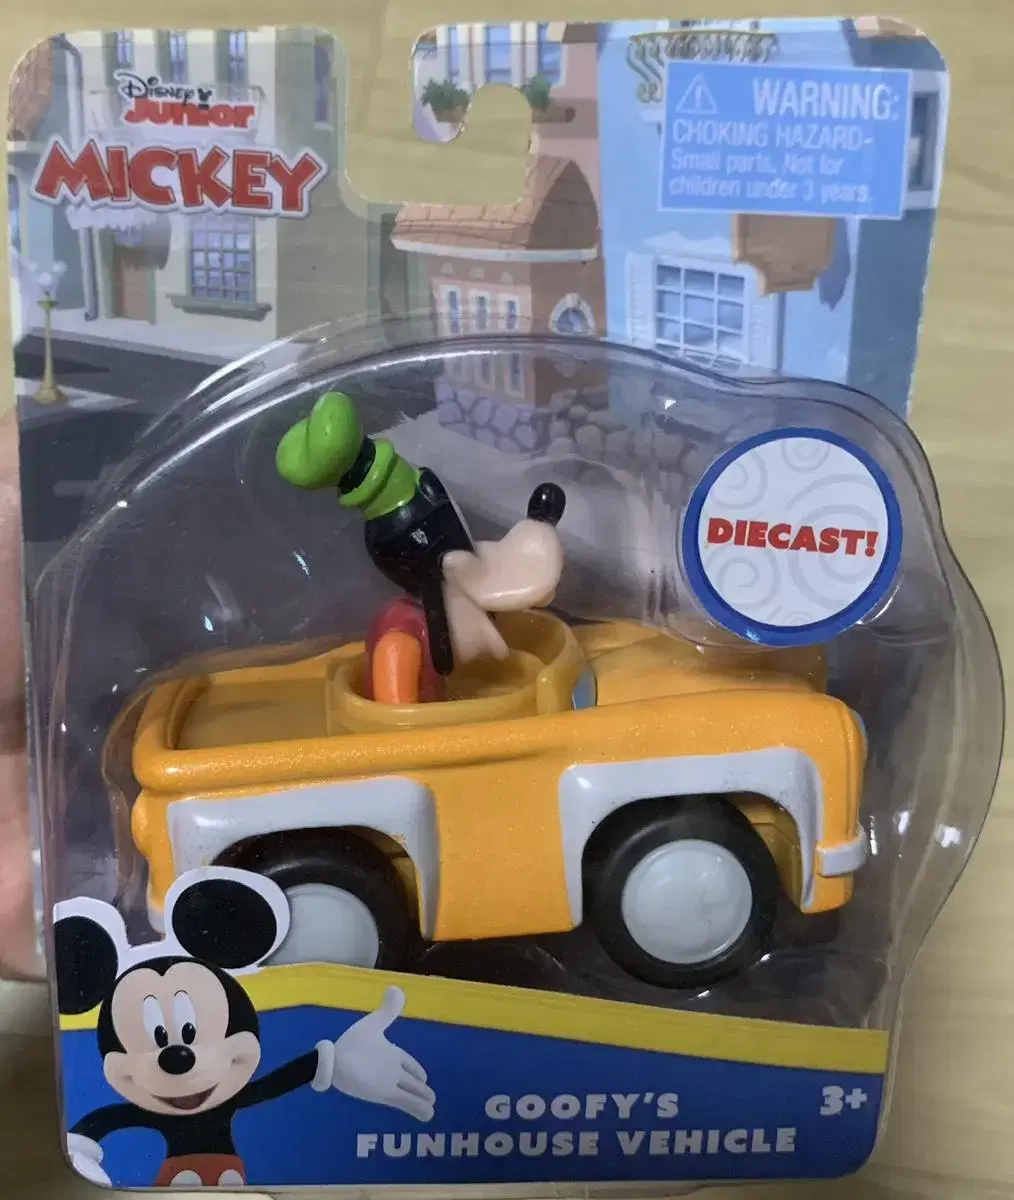 Disney
Junior
MICKEY
WARNING:
CHOKING HAZARD-
Small parts. Not for
children under 3 years.
DIECAST!
GOOFY'S
FUNHOUSE VEHICLE
3+